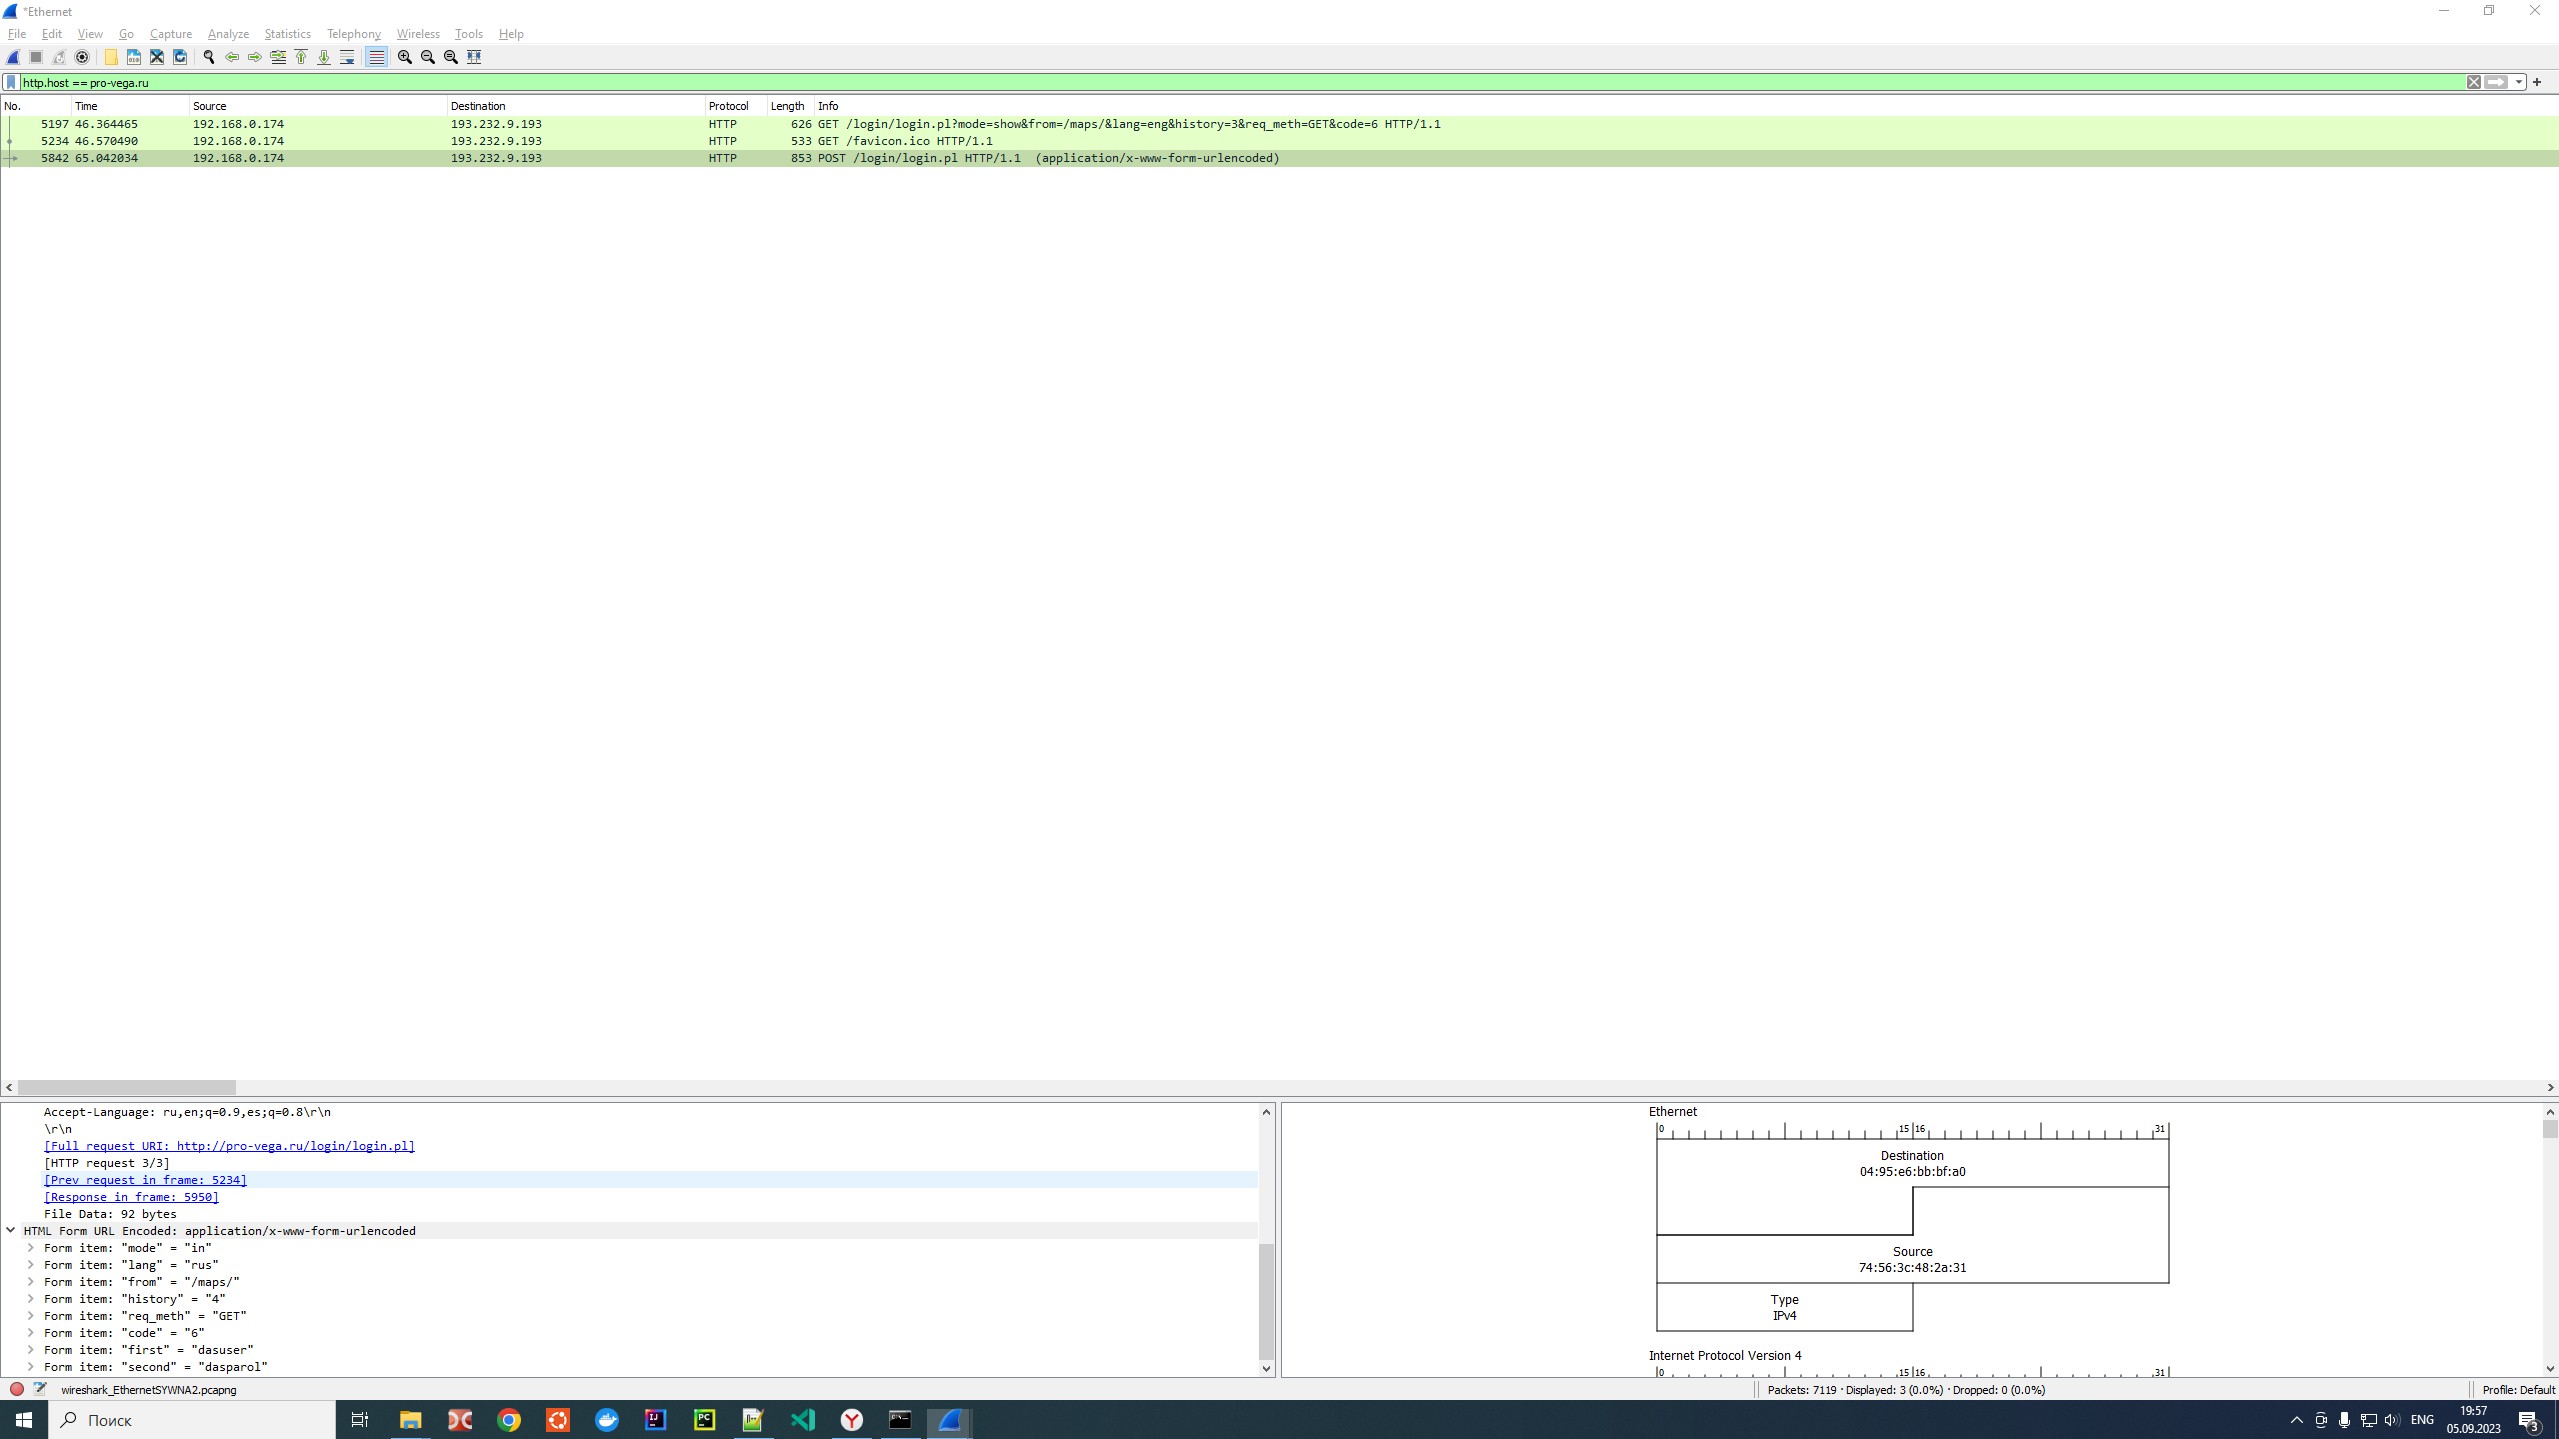 *Ethernet
File Edit View Go Capture Analyze Statistics Telephony Wireless Tools Help
http.host == pro-vega.ru
No. Time Source Destination Protocol Length Info
5197 46.364465 192.168.0.174 193.232.9.193 HTTP 626 GET /login/login.pl?mode=show&from=/maps/&lang=eng&history=3&req_meth=GET&code=6 HTTP/1.1
5234 46.570490 192.168.0.174 193.232.9.193 HTTP 533 GET /favicon.ico HTTP/1.1
5842 65.042034 192.168.0.174 193.232.9.193 HTTP 853 POST /login/login.pl HTTP/1.1 (application/x-www-form-urlencoded)
Accept-Language: ru,en;q=0.9,es;q=0.8\r\n
\r\n
[Full request URI: http://pro-vega.ru/login/login.pl]
[HTTP request 3/3]
[Prev request in frame: 5234]
[Response in frame: 5950]
File Data: 92 bytes
HTML Form URL Encoded: application/x-www-form-urlencoded
Form item: "mode" = "in"
Form item: "lang" = "rus"
Form item: "from" = "/maps/"
Form item: "history" = "4"
Form item: "req_meth" = "GET"
Form item: "code" = "6"
Form item: "first" = "dasuser"
Form item: "second" = "dasparol"
Ethernet
0 15 16 31
Destination
04:95:e6:bb:bf:a0
Source
74:56:3c:48:2a:31
Type
IPv4
Internet Protocol Version 4
0 15 16 31
wireshark_EthernetSYWNA2.pcapng
Packets: 7119 · Displayed: 3 (0.0%) · Dropped: 0 (0.0%)
Profile: Default
Поиск
ENG
19:57
05.09.2023
3